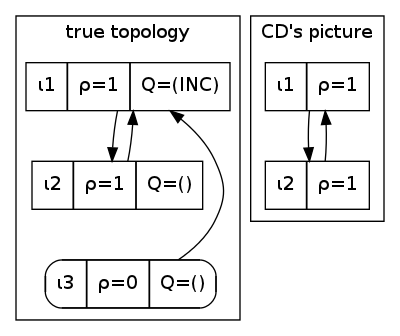 true topology
ι1 ρ=1 Q=(INC)
ι2 ρ=1 Q=()
ι3 ρ=0 Q=()
CD's picture
ι1 ρ=1
ι2 ρ=1